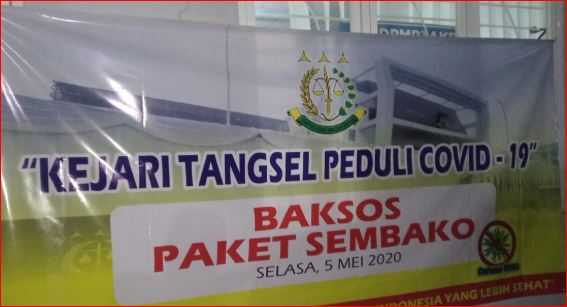 "KEJARI TANGSEL PEDULI COVID - 19"
BAKSOS
PAKET SEMBAKO
SELASA, 5 MEI 2020
INDONESIA YANG LEBIH SEHAT"